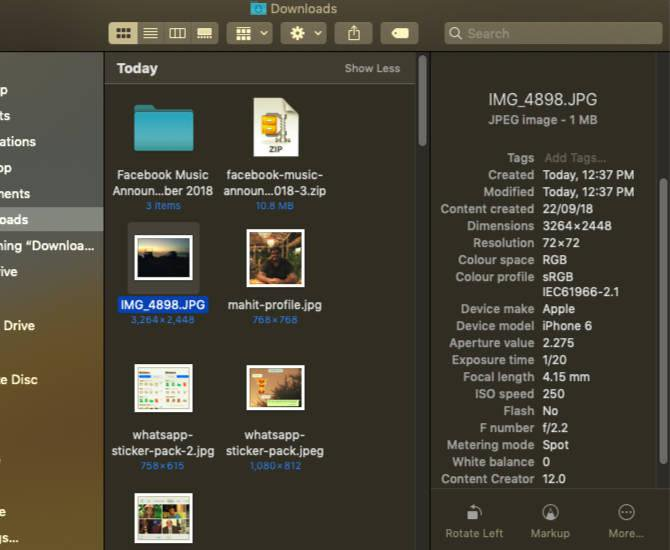 Downloads
Search
p
ts
ations
op
ments
oads
ning “Downloa...
rive
Drive
te Disc
e
gs...
Today
Show Less
ZIP
Facebook Music
Announ...ber 2018
3 items
facebook-music-
announ...018-3.zip
10.8 MB
IMG_4898.JPG
3,264×2,448
mahit-profile.jpg
768×768
whatsapp-
sticker-pack-2.jpg
758×615
whatsapp-
sticker-pack.jpeg
1,080×812
IMG_4898.JPG
JPEG image - 1 MB
Tags Add Tags...
Created Today, 12:37 PM
Modified Today, 12:37 PM
Content created 22/09/18
Dimensions 3264×2448
Resolution 72×72
Colour space RGB
Colour profile sRGB
IEC61966-2.1
Device make Apple
Device model iPhone 6
Aperture value 2.275
Exposure time 1/20
Focal length 4.15 mm
ISO speed 250
Flash No
F number f/2.2
Metering mode Spot
White balance 0
Content Creator 12.0
Rotate Left
Markup
More...